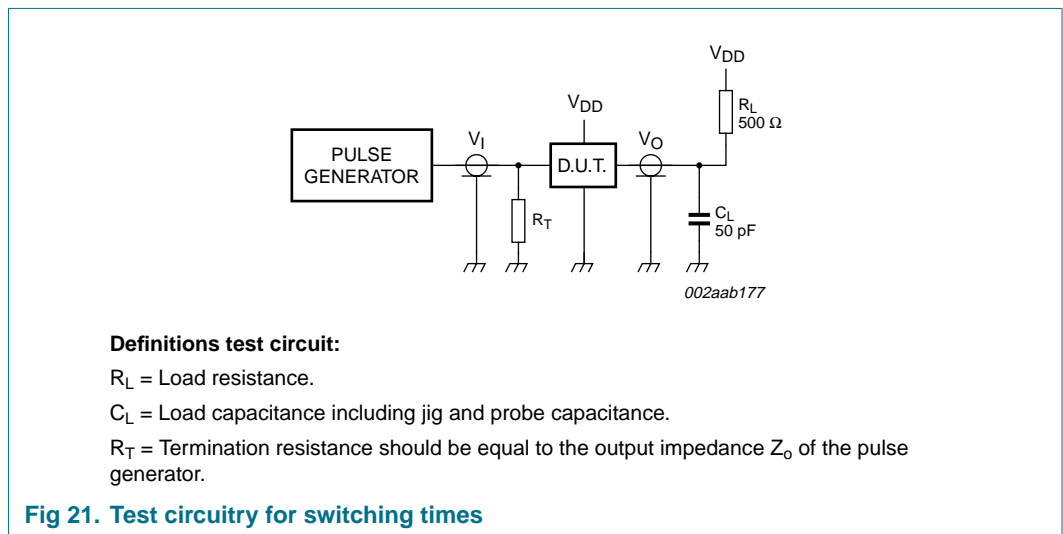 VDD
RL
500 Ω
VDD
VI
VO
PULSE
GENERATOR
D.U.T.
RT
CL
50 pF
002aab177
Definitions test circuit:
RL = Load resistance.
CL = Load capacitance including jig and probe capacitance.
RT = Termination resistance should be equal to the output impedance Zo of the pulse
generator.
Fig 21. Test circuitry for switching times